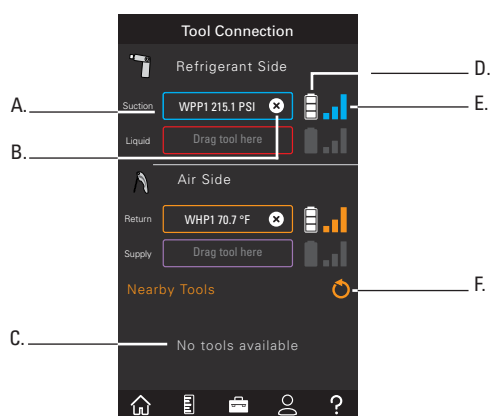 Tool Connection
Refrigerant Side
D.
A.
Suction
WPP1 215.1 PSI
E.
B.
Liquid
Drag tool here
Air Side
Return
WHP1 70.7 °F
Supply
Drag tool here
Nearby Tools
F.
C.
No tools available
?